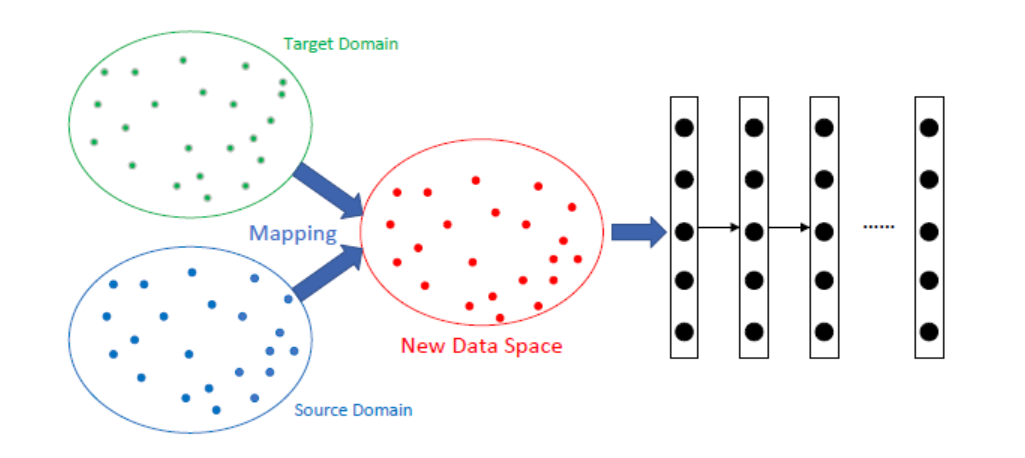 Target Domain
Mapping
New Data Space
Source Domain
......